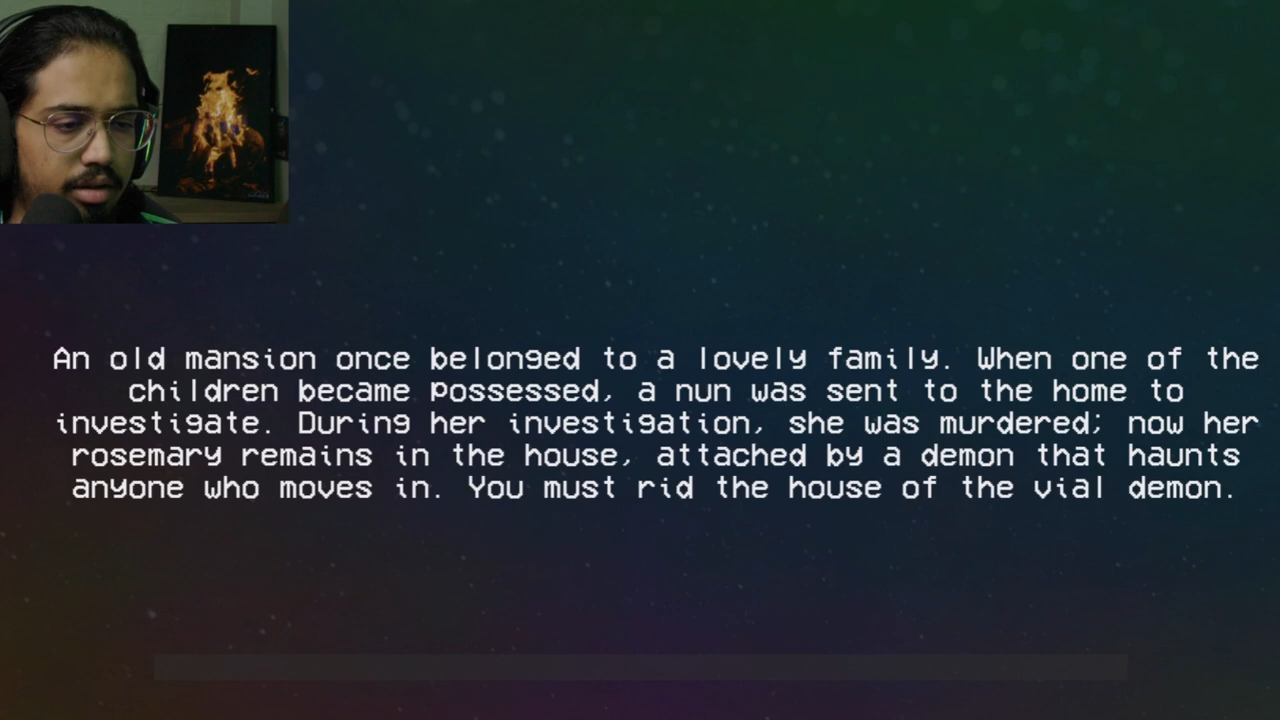 An old mansion once belonged to a lovely family. When one of the
children became possessed, a nun was sent to the home to
investigate. During her investigation, she was murdered; now her
rosemary remains in the house, attached by a demon that haunts
anyone who moves in. You must rid the house of the vial demon.